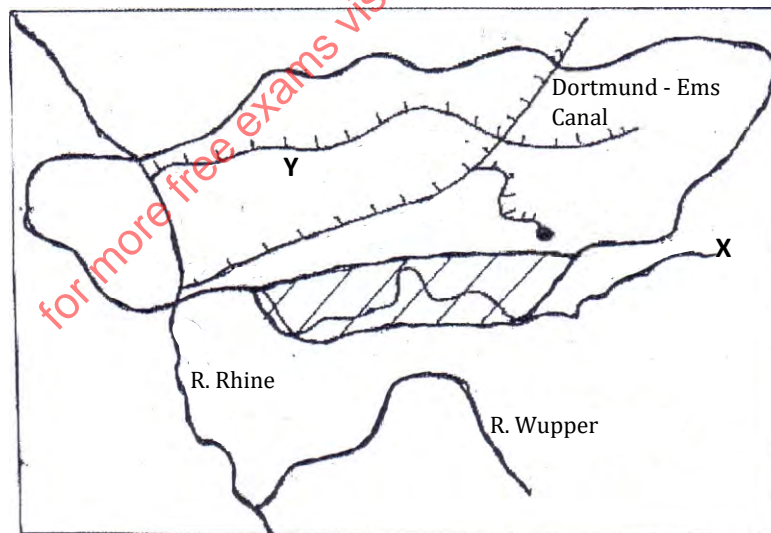 Dortmund - Ems
Canal
Y
X
for more free exams vis
R. Rhine
R. Wupper